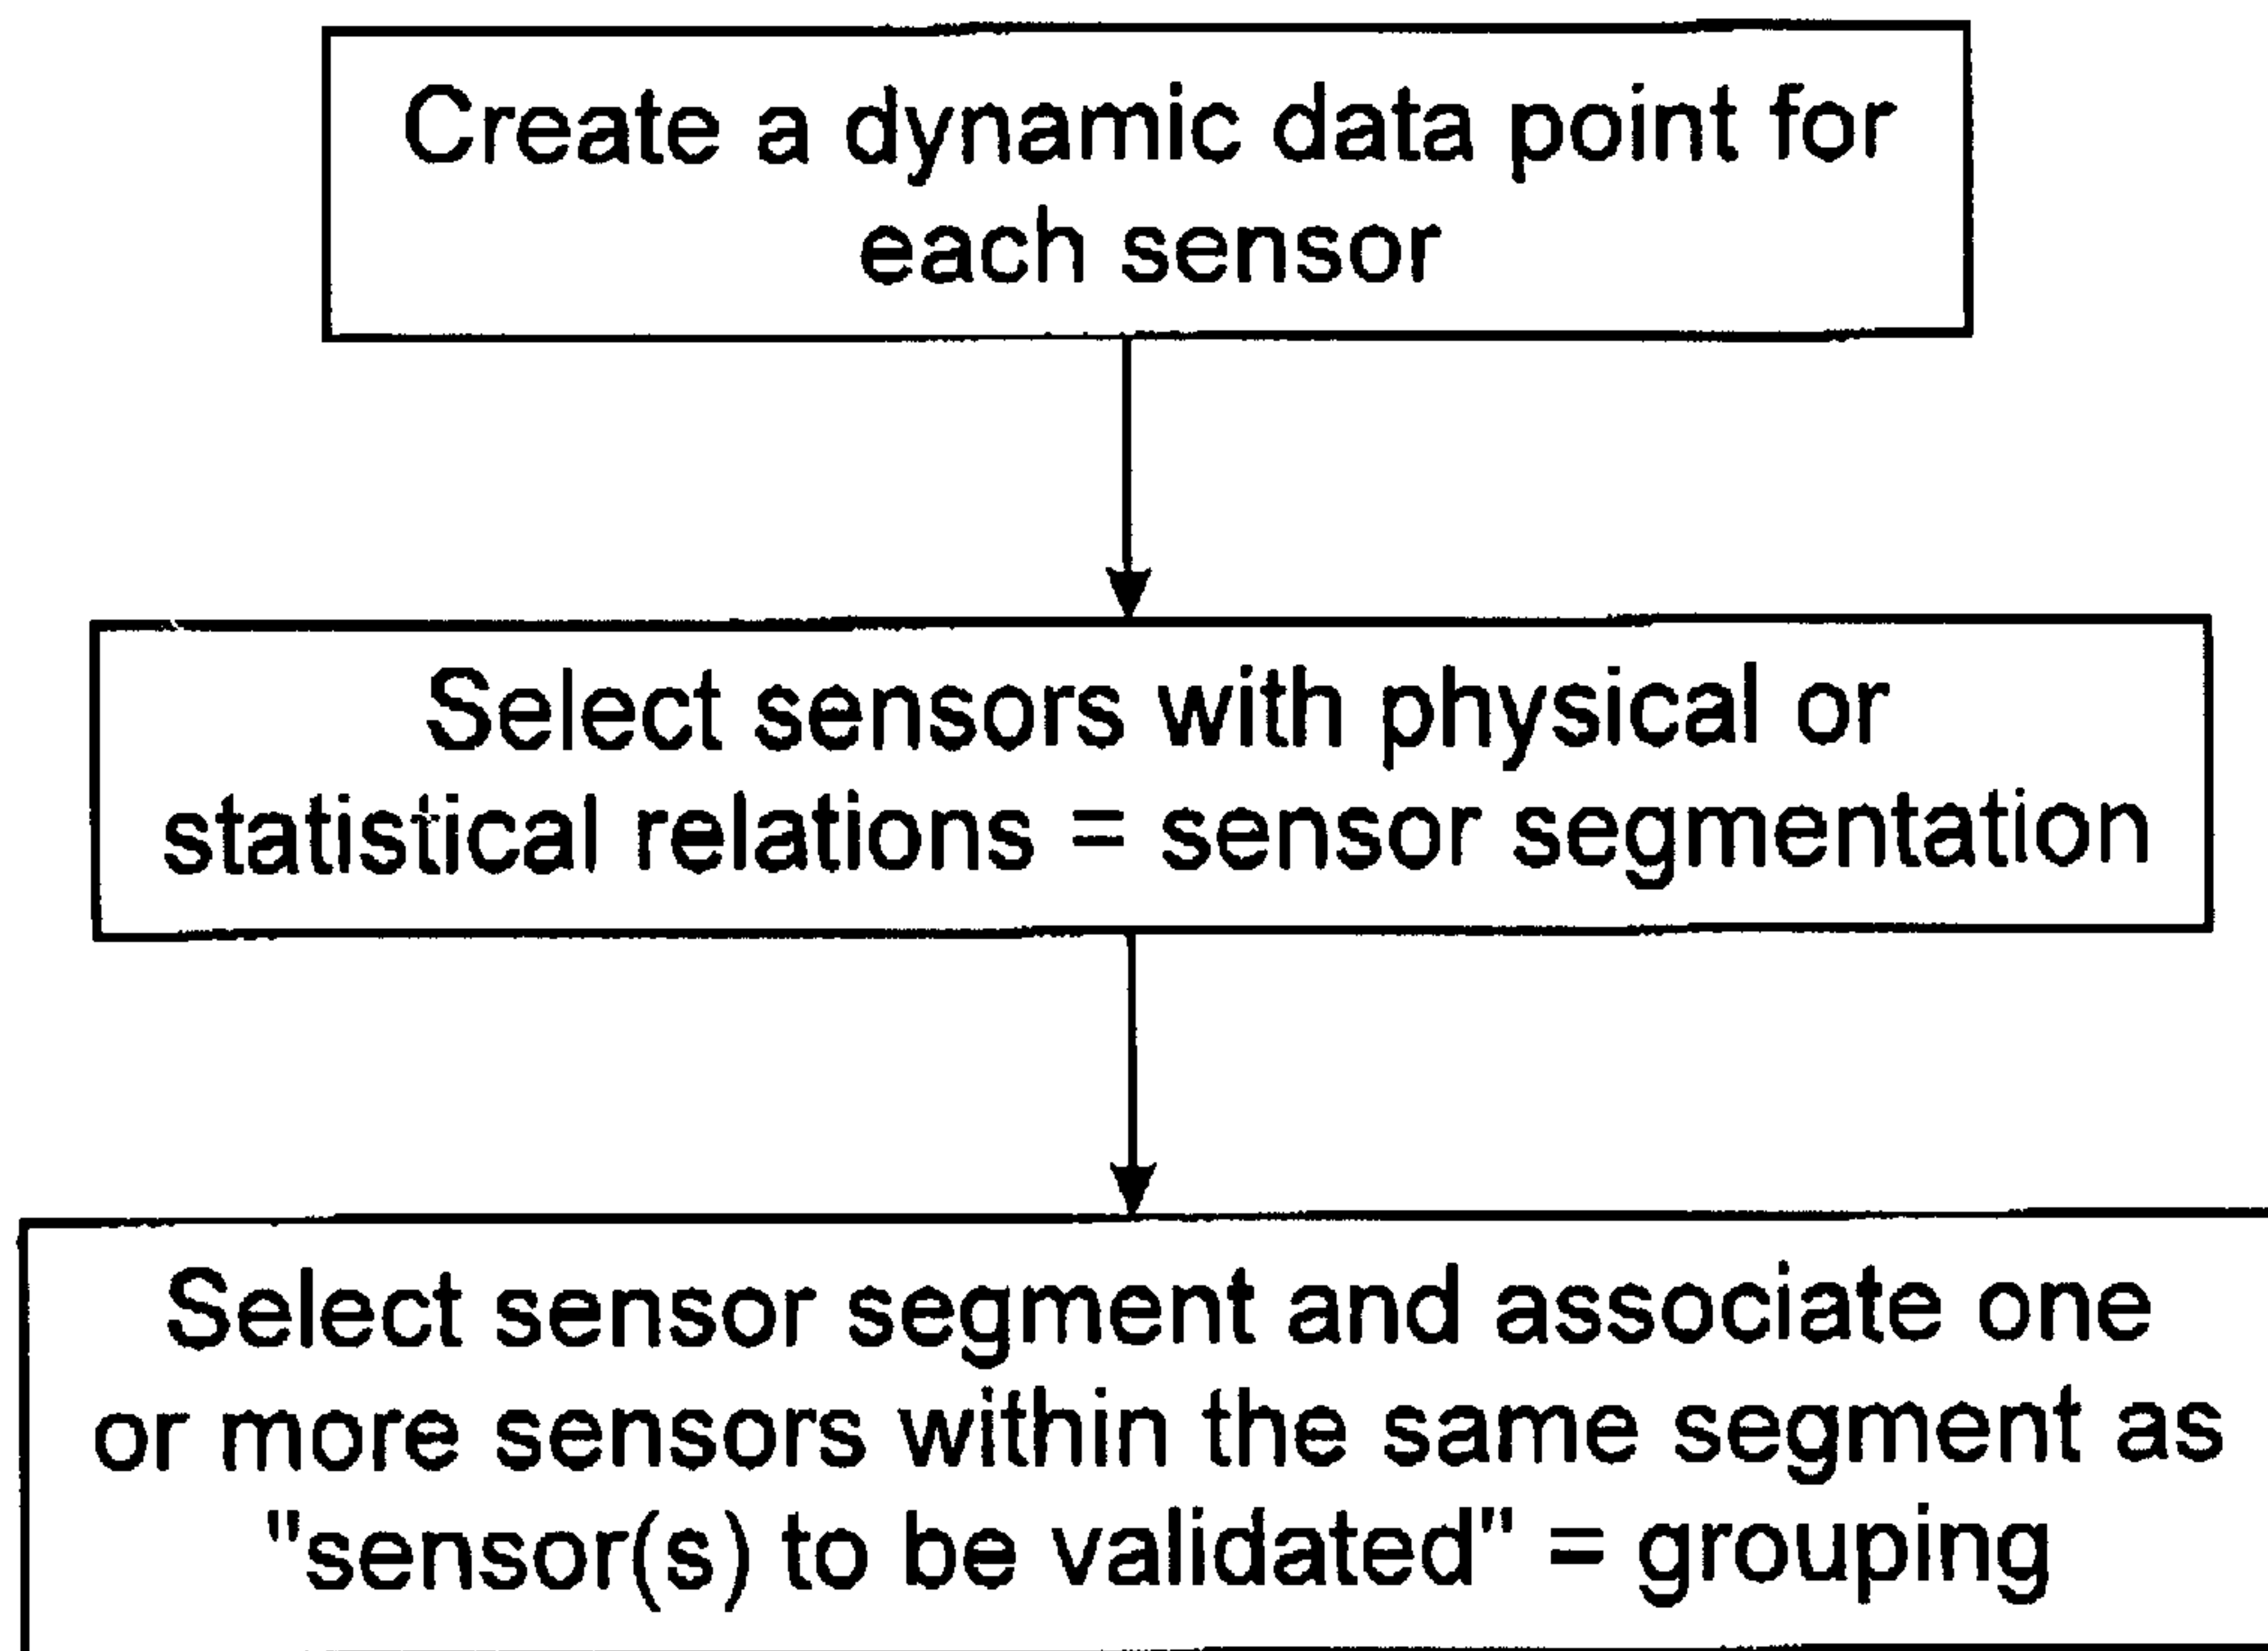 Create a dynamic data point for
each sensor
Select sensors with physical or
statistical relations = sensor segmentation
Select sensor segment and associate one
or more sensors within the same segment as
"sensor(s) to be validated" = grouping